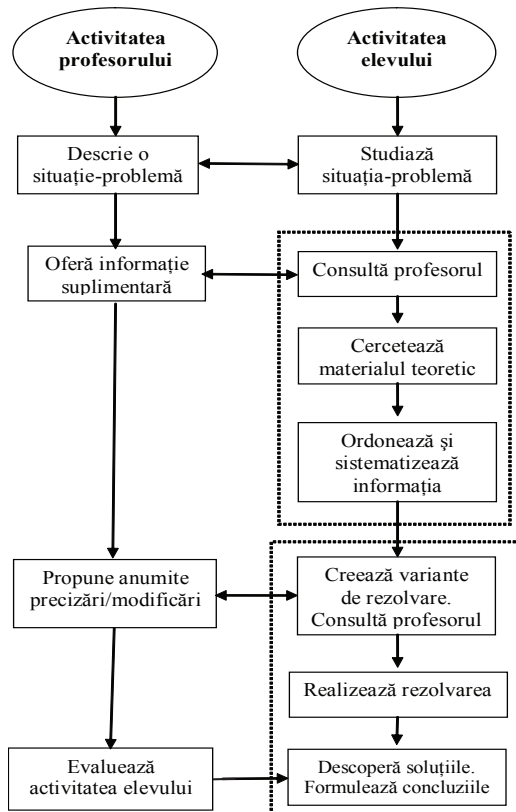 Activitatea
profesorului
Activitatea
elevului
Descrie o
situație-problemă
Studiază
situația-problemă
Oferă informație
suplimentară
Consultă profesorul
Cercetează
materialul teoretic
Ordonează şi
sistematizează
informația
Propune anumite
precizări/modificări
Creează variante
de rezolvare.
Consultă profesorul
Realizează rezolvarea
Evaluează
activitatea elevului
Descoperă soluțiile.
Formulează concluziile